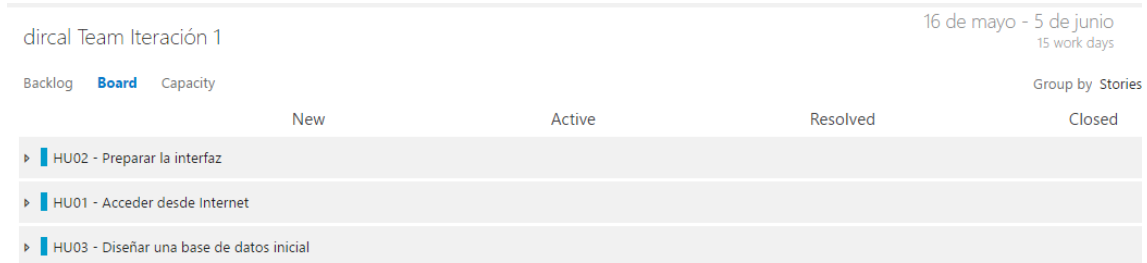 dircal Team Iteración 1
16 de mayo - 5 de junio
15 work days
Backlog Board Capacity
Group by Stories
New Active Resolved Closed
HU02 - Preparar la interfaz
HU01 - Acceder desde Internet
HU03 - Diseñar una base de datos inicial